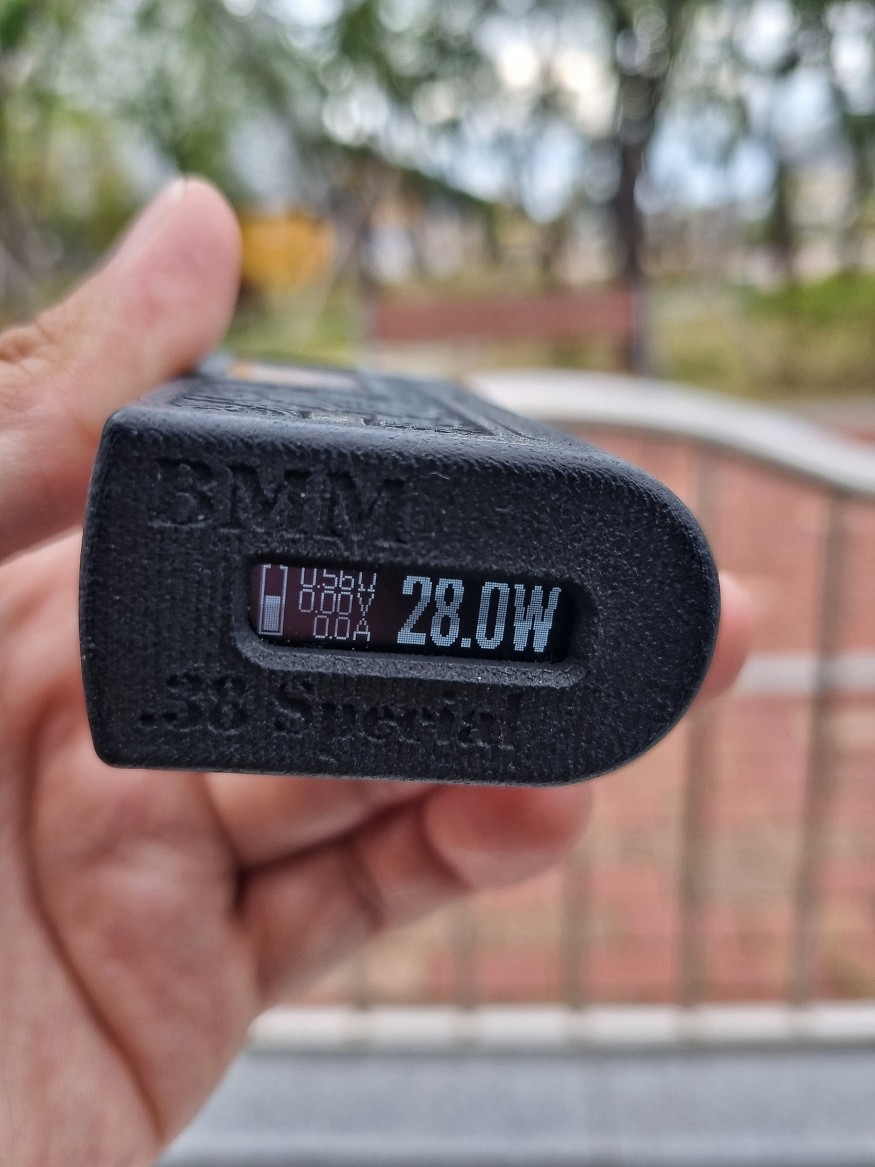 BMM
0.56Ω
0.00V
0.0A
28.0W
.38 Special